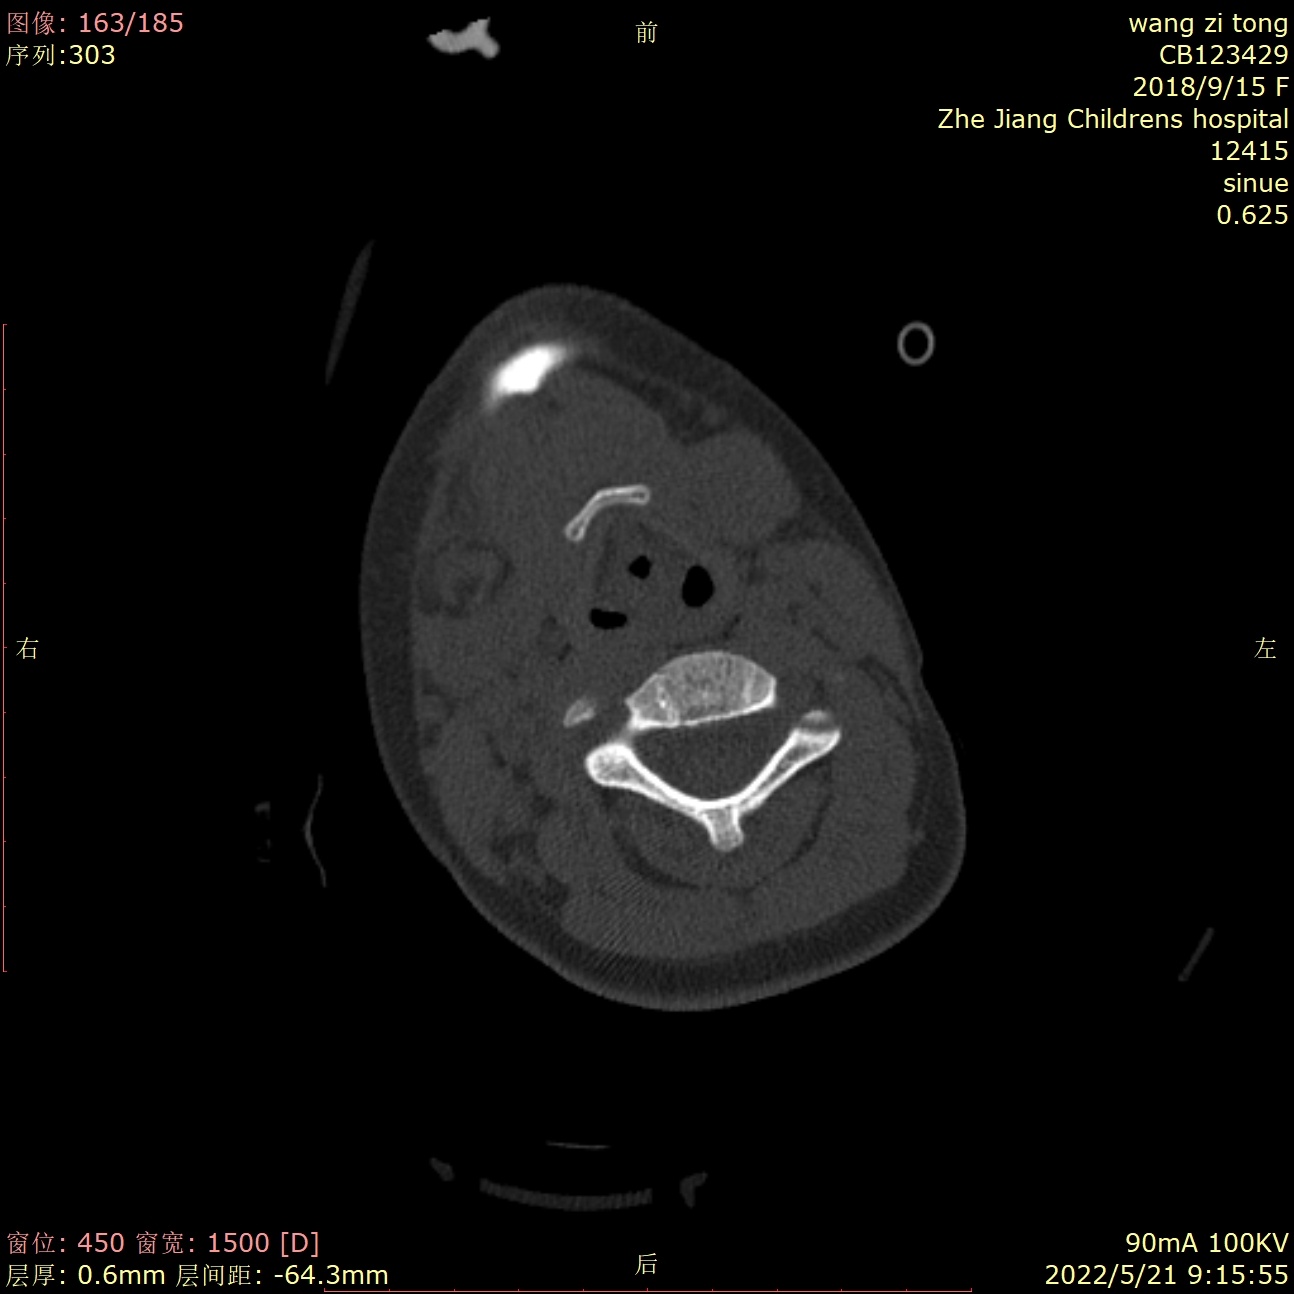 图像: 163/185
序列:303
前
wang zi tong
CB123429
2018/9/15 F
Zhe Jiang Childrens hospital
12415
sinue
0.625
右
左
窗位: 450 窗宽: 1500 [D]
层厚: 0.6mm 层间距: -64.3mm
后
90mA 100KV
2022/5/21 9:15:55